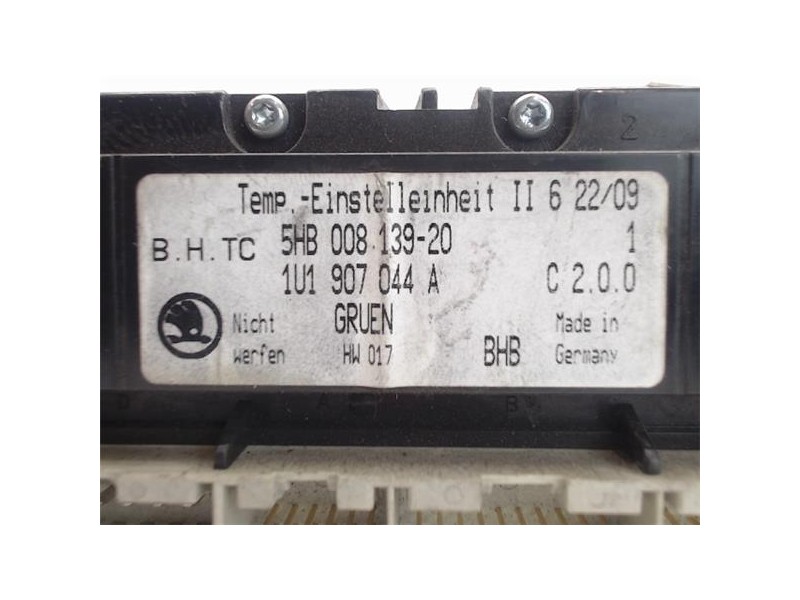 2
Temp.-Einstelleinheit II 6 22/09
B.H.TC 5HB 008 139-20 1
1U1 907 044 A C 2.0.0
Nicht werfen
GRUEN
HW 017
BHB
Made in Germany
A
B